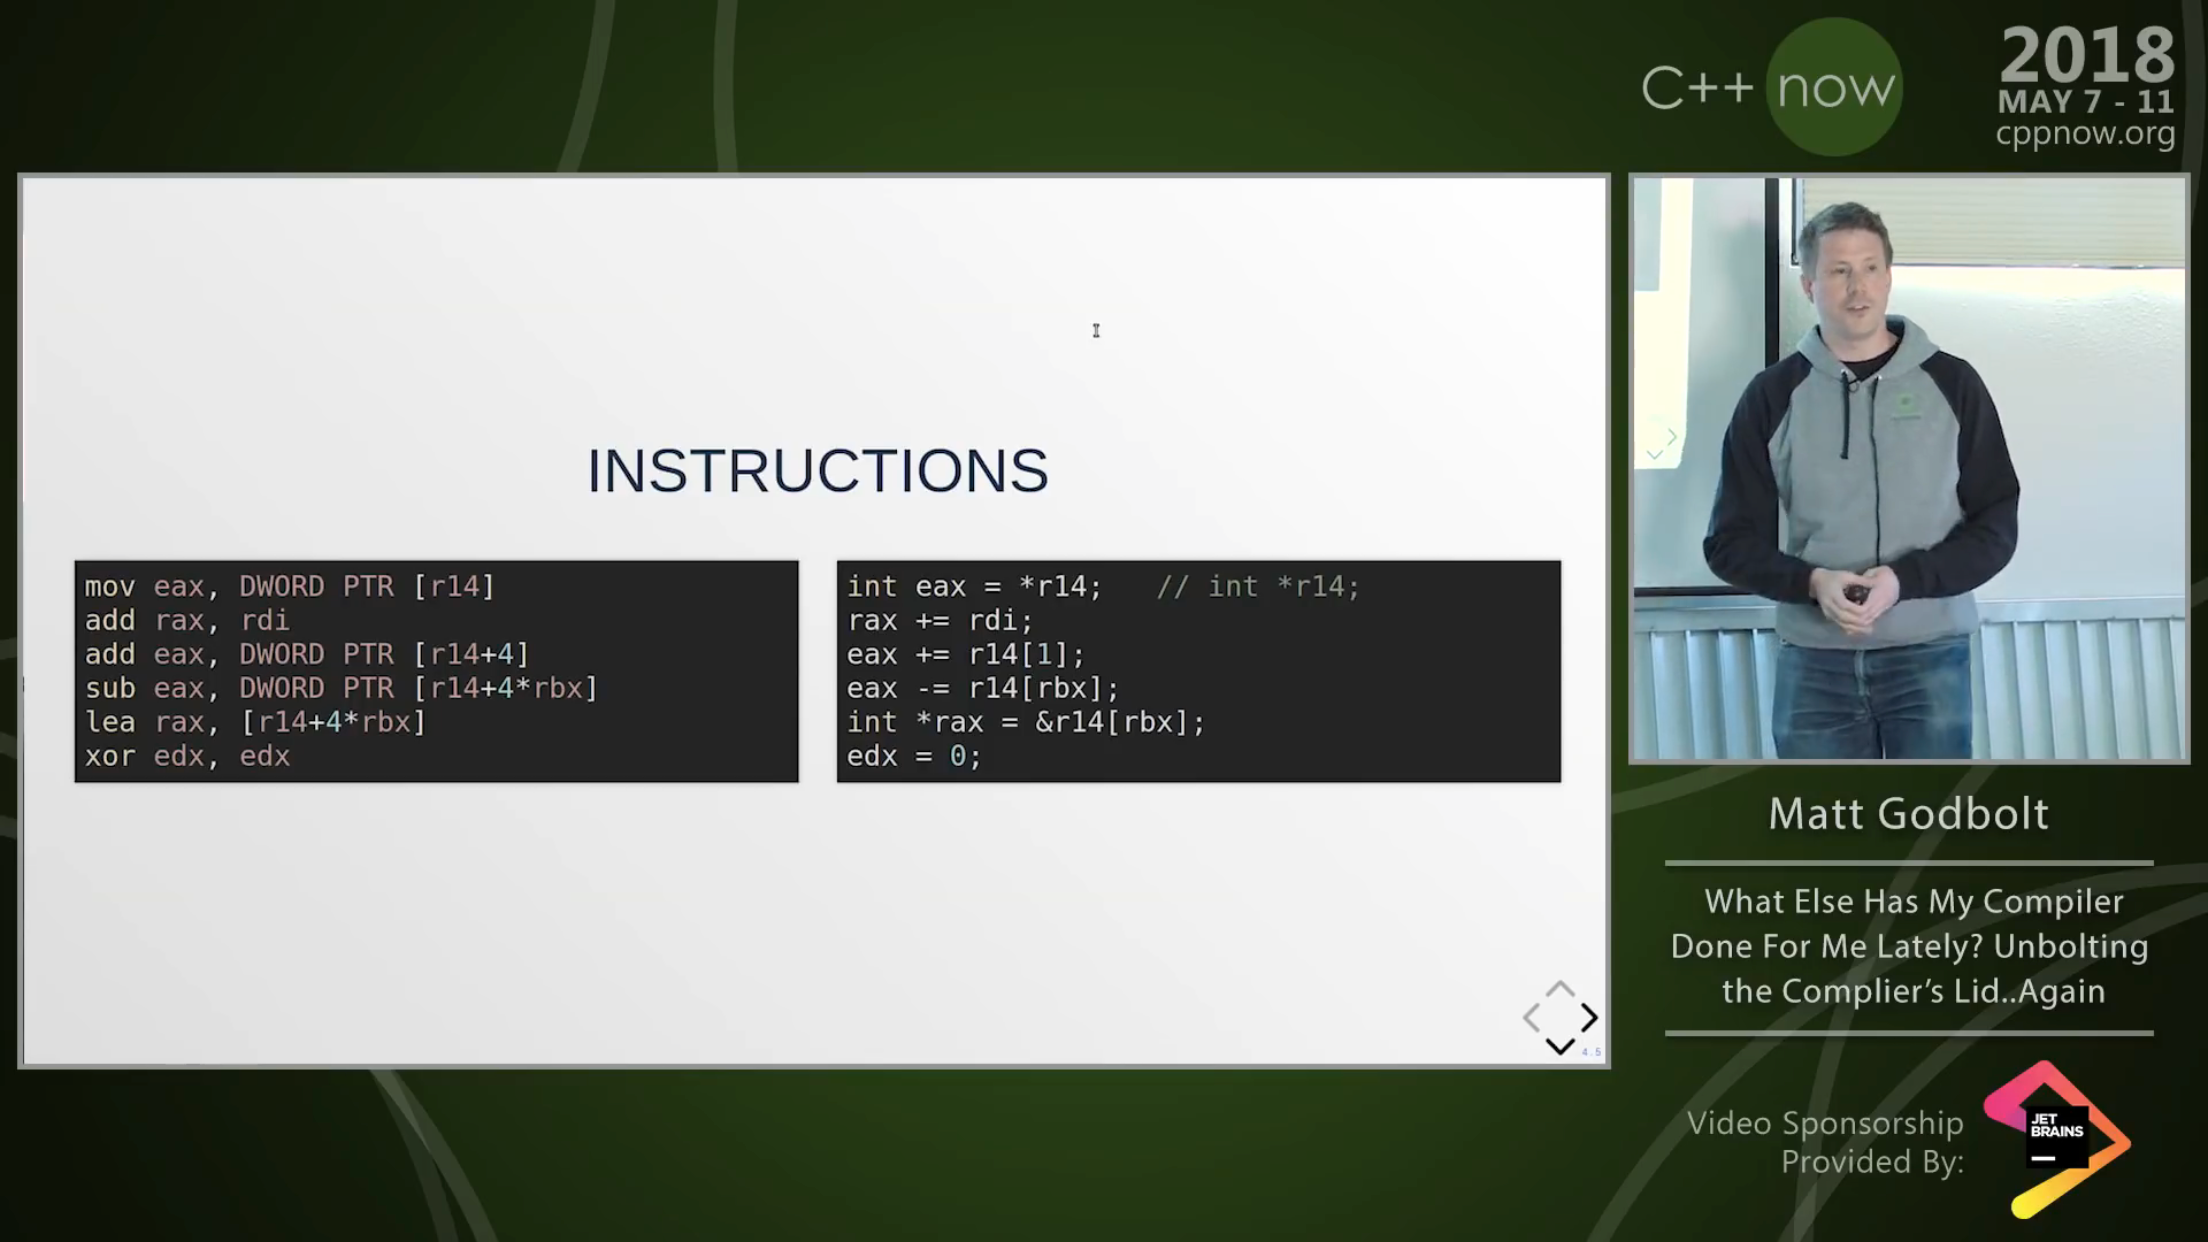 C++ now
2018
MAY 7 - 11
cppnow.org
INSTRUCTIONS
mov eax, DWORD PTR [r14]
add rax, rdi
add eax, DWORD PTR [r14+4]
sub eax, DWORD PTR [r14+4*rbx]
lea rax, [r14+4*rbx]
xor edx, edx
int eax = *r14;   // int *r14;
rax += rdi;
eax += r14[1];
eax -= r14[rbx];
int *rax = &r14[rbx];
edx = 0;
4.5
Matt Godbolt
What Else Has My Compiler
Done For Me Lately? Unbolting
the Complier’s Lid..Again
Video Sponsorship
Provided By:
JET
BRAINS